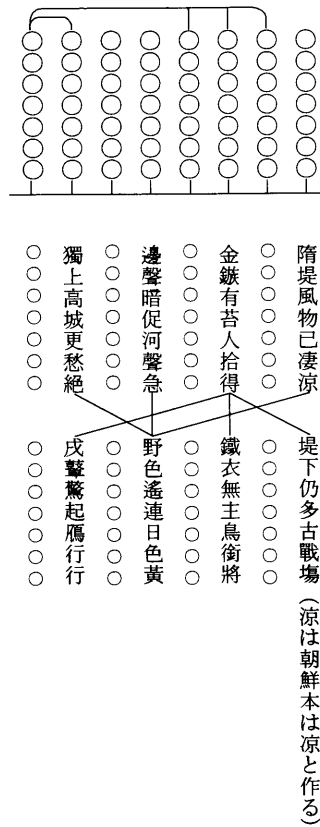 隋堤風物已凄涼 堤下仍多古戰塲(涼は朝鮮本は凉と作る)
○○○○○○○ ○○○○○○○
金鏃有苔人拾得 鐵衣無主鳥銜將
○○○○○○○ ○○○○○○○
邊聲暗促河聲急 野色遙連日色黃
○○○○○○○ ○○○○○○○
獨上高城更愁絕 戍鼙驚起鴈行行
○○○○○○○ ○○○○○○○